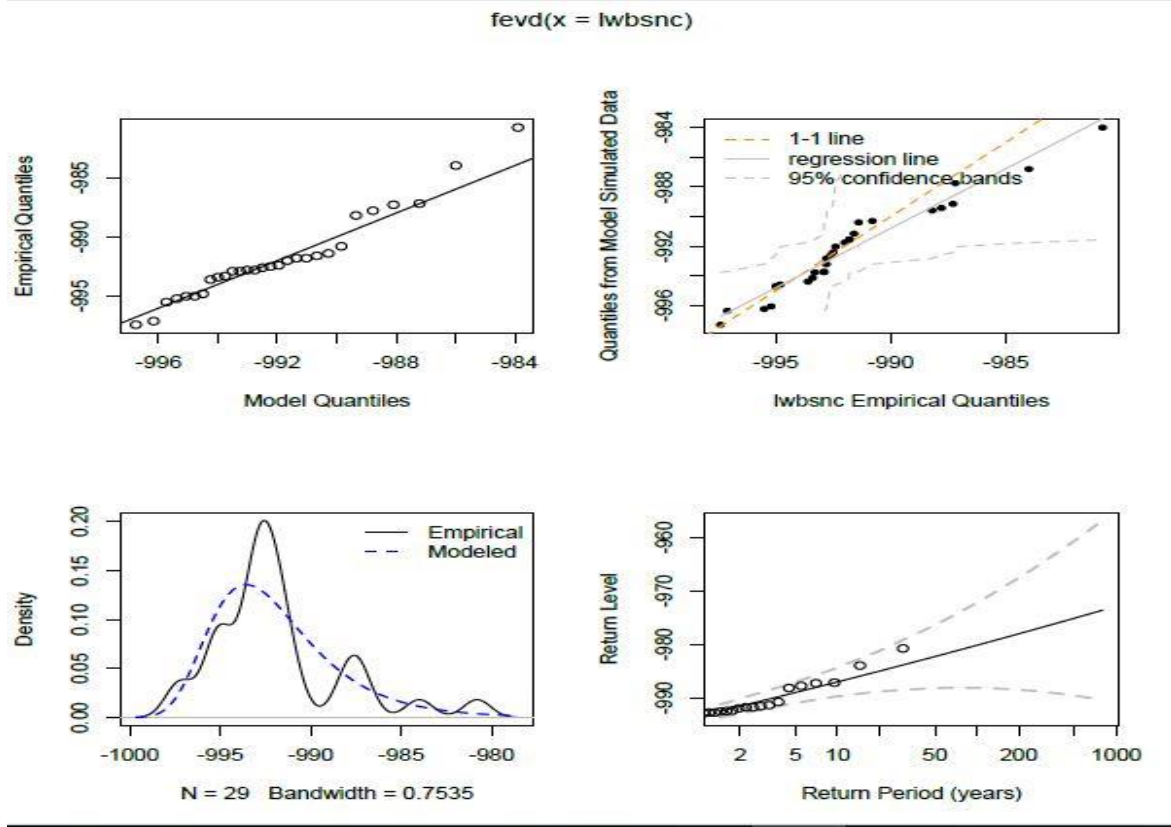 fevd(x = lwbsnc)
Empirical Quantiles
-985
-990
-995
-996
-992
-988
-984
Model Quantiles
Quantiles from Model Simulated Data
-984
-988
-992
-996
1-1 line
regression line
95% confidence bands
-995
-990
-985
lwbsnc Empirical Quantiles
Density
0.20
0.15
0.10
0.05
0.00
Empirical
Modeled
-1000
-995
-990
-985
-980
N = 29 Bandwidth = 0.7535
Return Level
-960
-970
-980
-990
2
5
10
50
200
1000
Return Period (years)